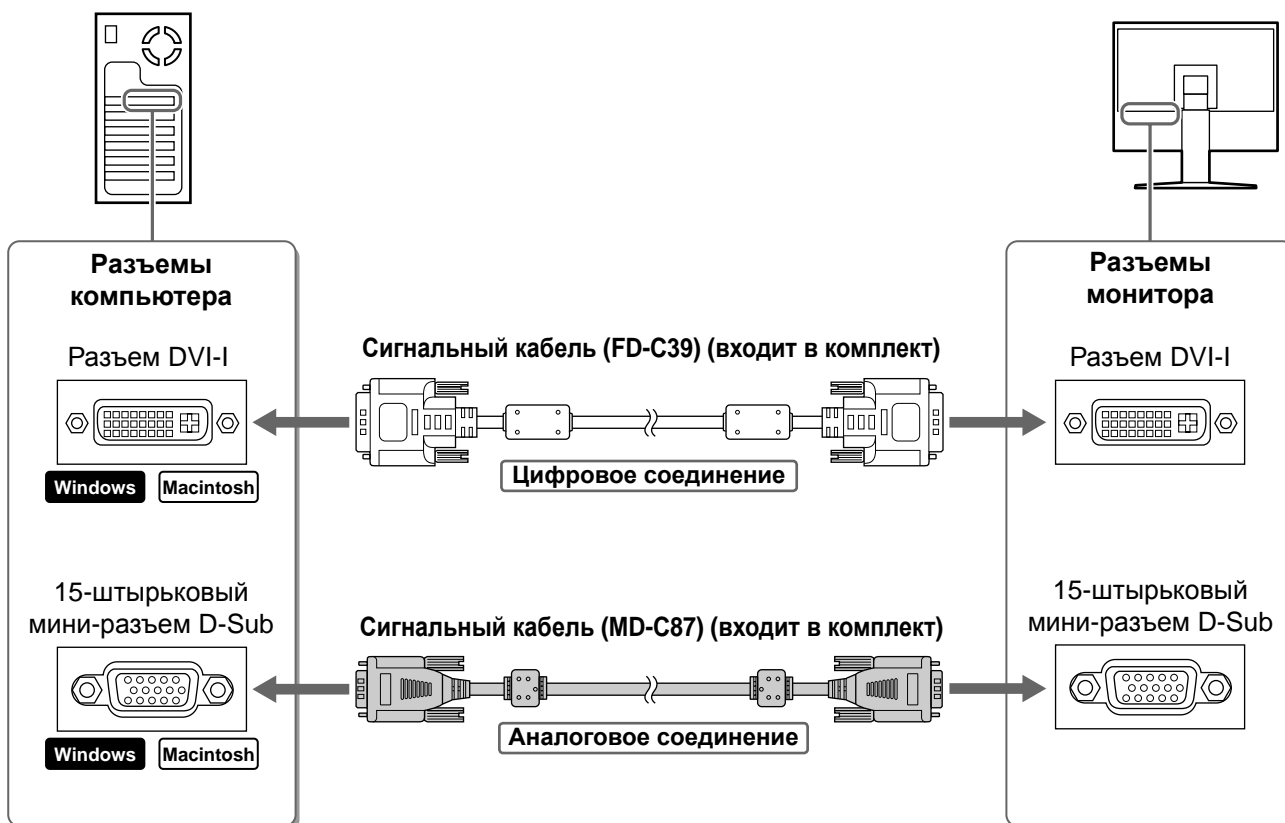 Разъемы
компьютера
Разъем DVI-I
Windows
Macintosh
15-штырьковый
мини-разъем D-Sub
Windows
Macintosh
Сигнальный кабель (FD-C39) (входит в комплект)
Цифровое соединение
Сигнальный кабель (MD-C87) (входит в комплект)
Аналоговое соединение
Разъемы
монитора
Разъем DVI-I
15-штырьковый
мини-разъем D-Sub